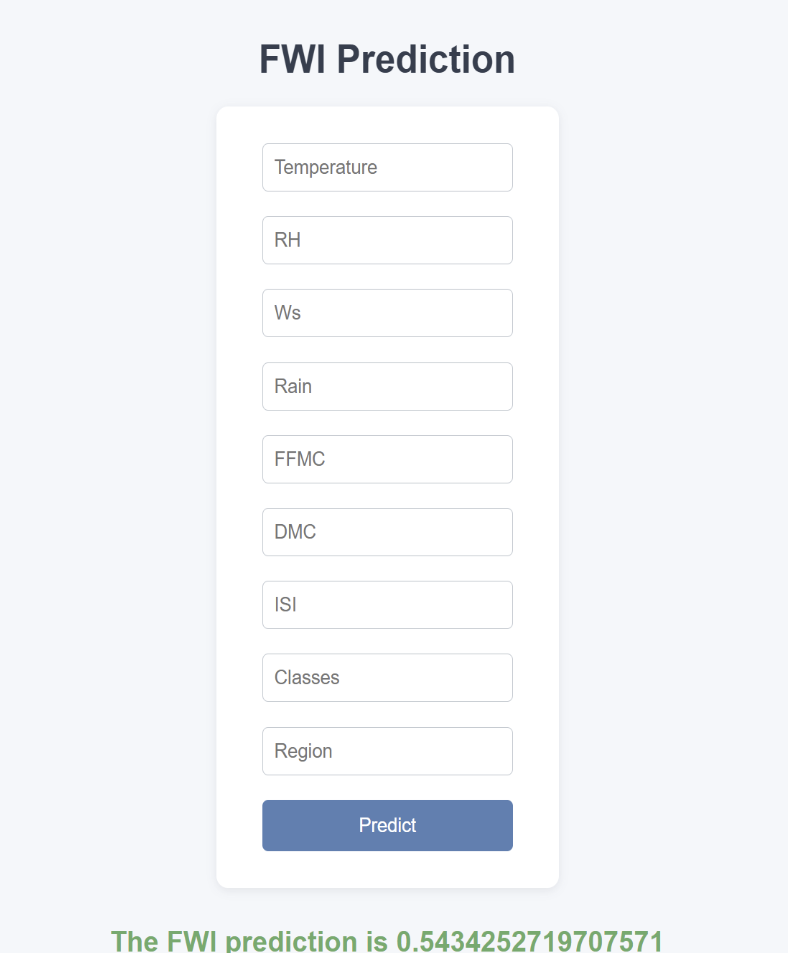 FWI Prediction
Temperature
RH
Ws
Rain
FFMC
DMC
ISI
Classes
Region
Predict
The FWI prediction is 0.5434252719707571